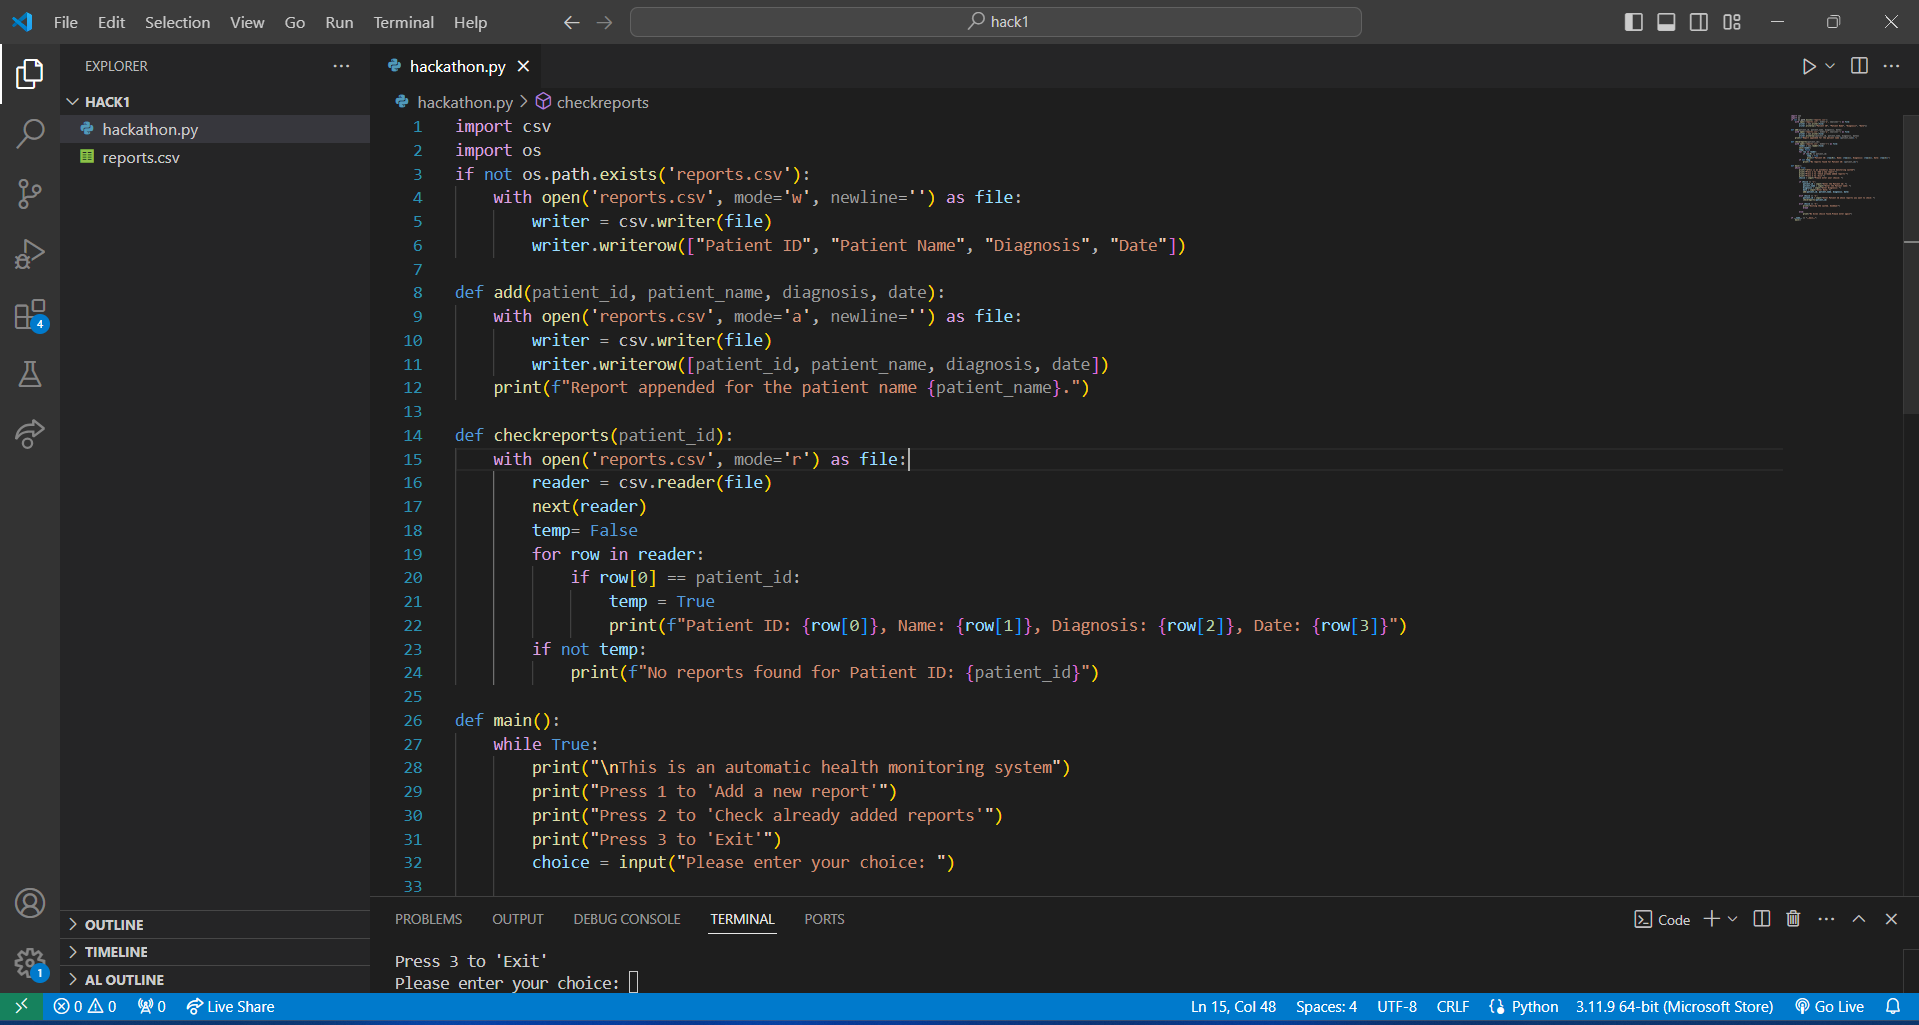 File Edit Selection View Go Run Terminal Help
hack1
EXPLORER
HACK1
hackathon.py
reports.csv
hackathon.py
hackathon.py > checkreports
1 import csv
2 import os
3 if not os.path.exists('reports.csv'):
4 with open('reports.csv', mode='w', newline='') as file:
5 writer = csv.writer(file)
6 writer.writerow(["Patient ID", "Patient Name", "Diagnosis", "Date"])
7
8 def add(patient_id, patient_name, diagnosis, date):
9 with open('reports.csv', mode='a', newline='') as file:
10 writer = csv.writer(file)
11 writer.writerow([patient_id, patient_name, diagnosis, date])
12 print(f"Report appended for the patient name {patient_name}.")
13
14 def checkreports(patient_id):
15 with open('reports.csv', mode='r') as file:
16 reader = csv.reader(file)
17 next(reader)
18 temp= False
19 for row in reader:
20 if row[0] == patient_id:
21 temp = True
22 print(f"Patient ID: {row[0]}, Name: {row[1]}, Diagnosis: {row[2]}, Date: {row[3]}")
23 if not temp:
24 print(f"No reports found for Patient ID: {patient_id}")
25
26 def main():
27 while True:
28 print("\nThis is an automatic health monitoring system")
29 print("Press 1 to 'Add a new report'")
30 print("Press 2 to 'Check already added reports'")
31 print("Press 3 to 'Exit'")
32 choice = input("Please enter your choice: ")
33
4
OUTLINE
TIMELINE
AL OUTLINE
1
PROBLEMS OUTPUT DEBUG CONSOLE TERMINAL PORTS
Code
Press 3 to 'Exit'
Please enter your choice:
0 0 0 Live Share
Ln 15, Col 48 Spaces: 4 UTF-8 CRLF Python 3.11.9 64-bit (Microsoft Store) Go Live